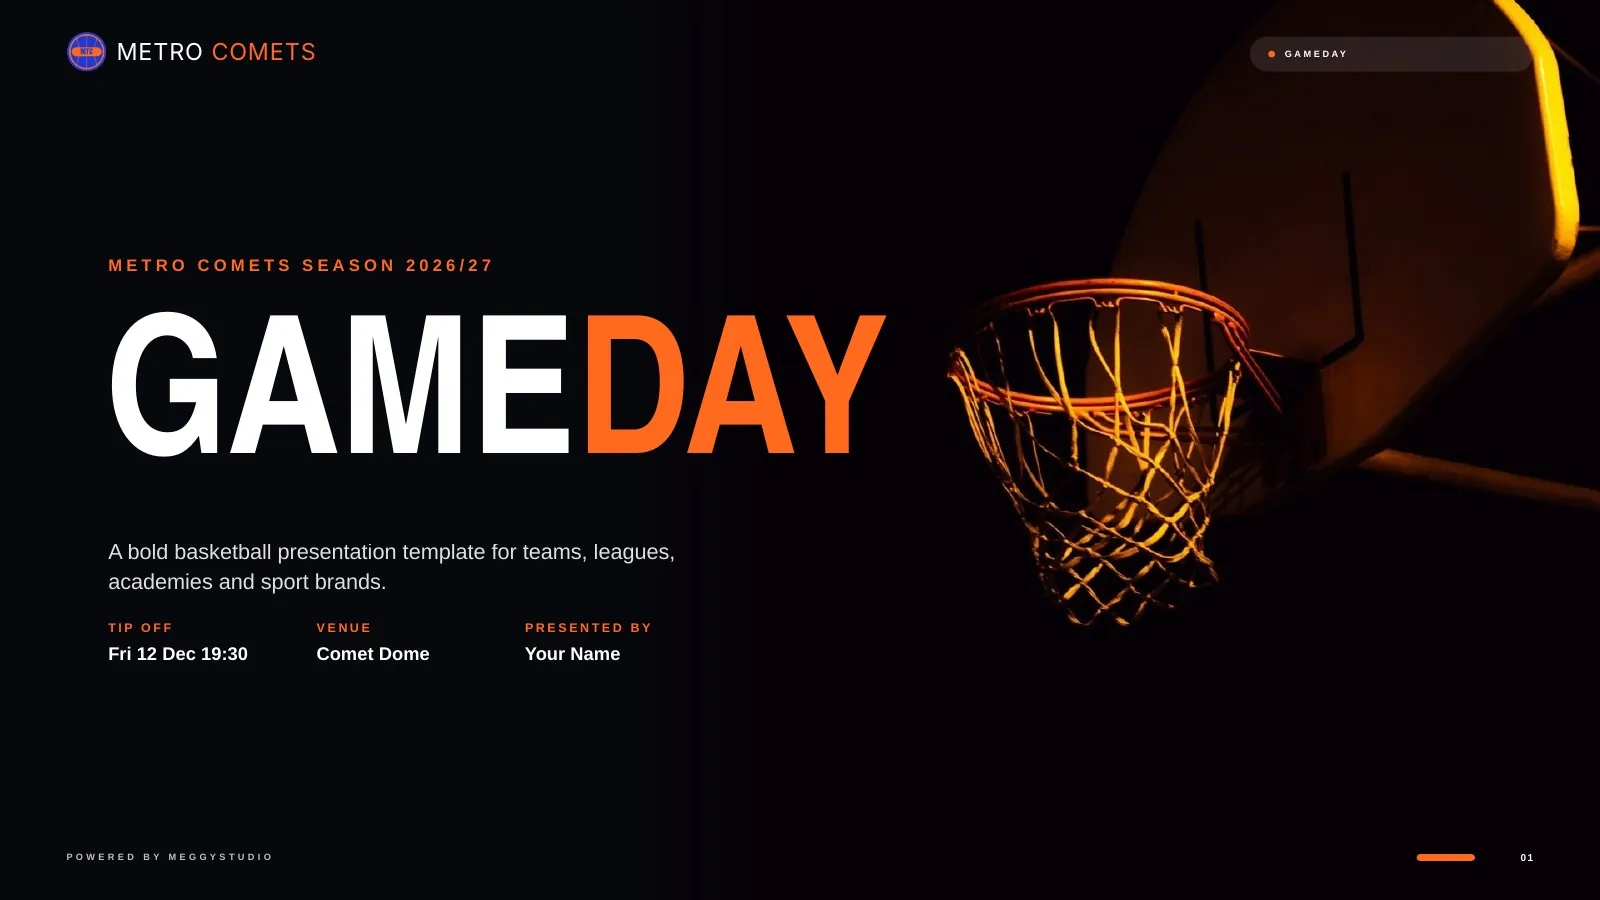 MTC
METRO COMETS
GAMEDAY
METRO COMETS SEASON 2026/27
GAMEDAY
A bold basketball presentation template for teams, leagues,
academies and sport brands.
TIP OFF
Fri 12 Dec 19:30
VENUE
Comet Dome
PRESENTED BY
Your Name
POWERED BY MEGGYSTUDIO
01